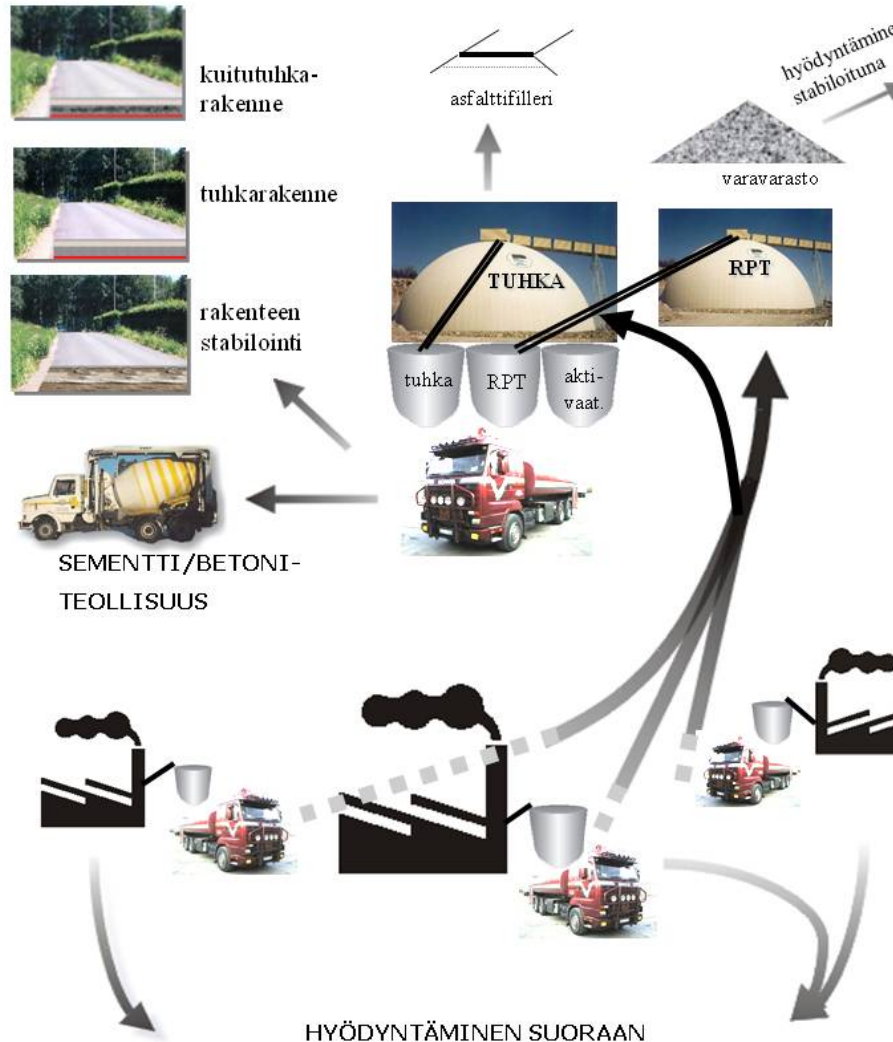 kuitutuhka-
rakenne
asfalttifilleri
hyödyntäminen
stabiloituna
varavarasto
tuhkarakenne
TUHKA
RPT
rakenteen
stabilointi
tuhka
RPT
akti-
vaat.
SEMENTTI/BETONI-
TEOLLISUUS
HYÖDYNTÄMINEN SUORAAN